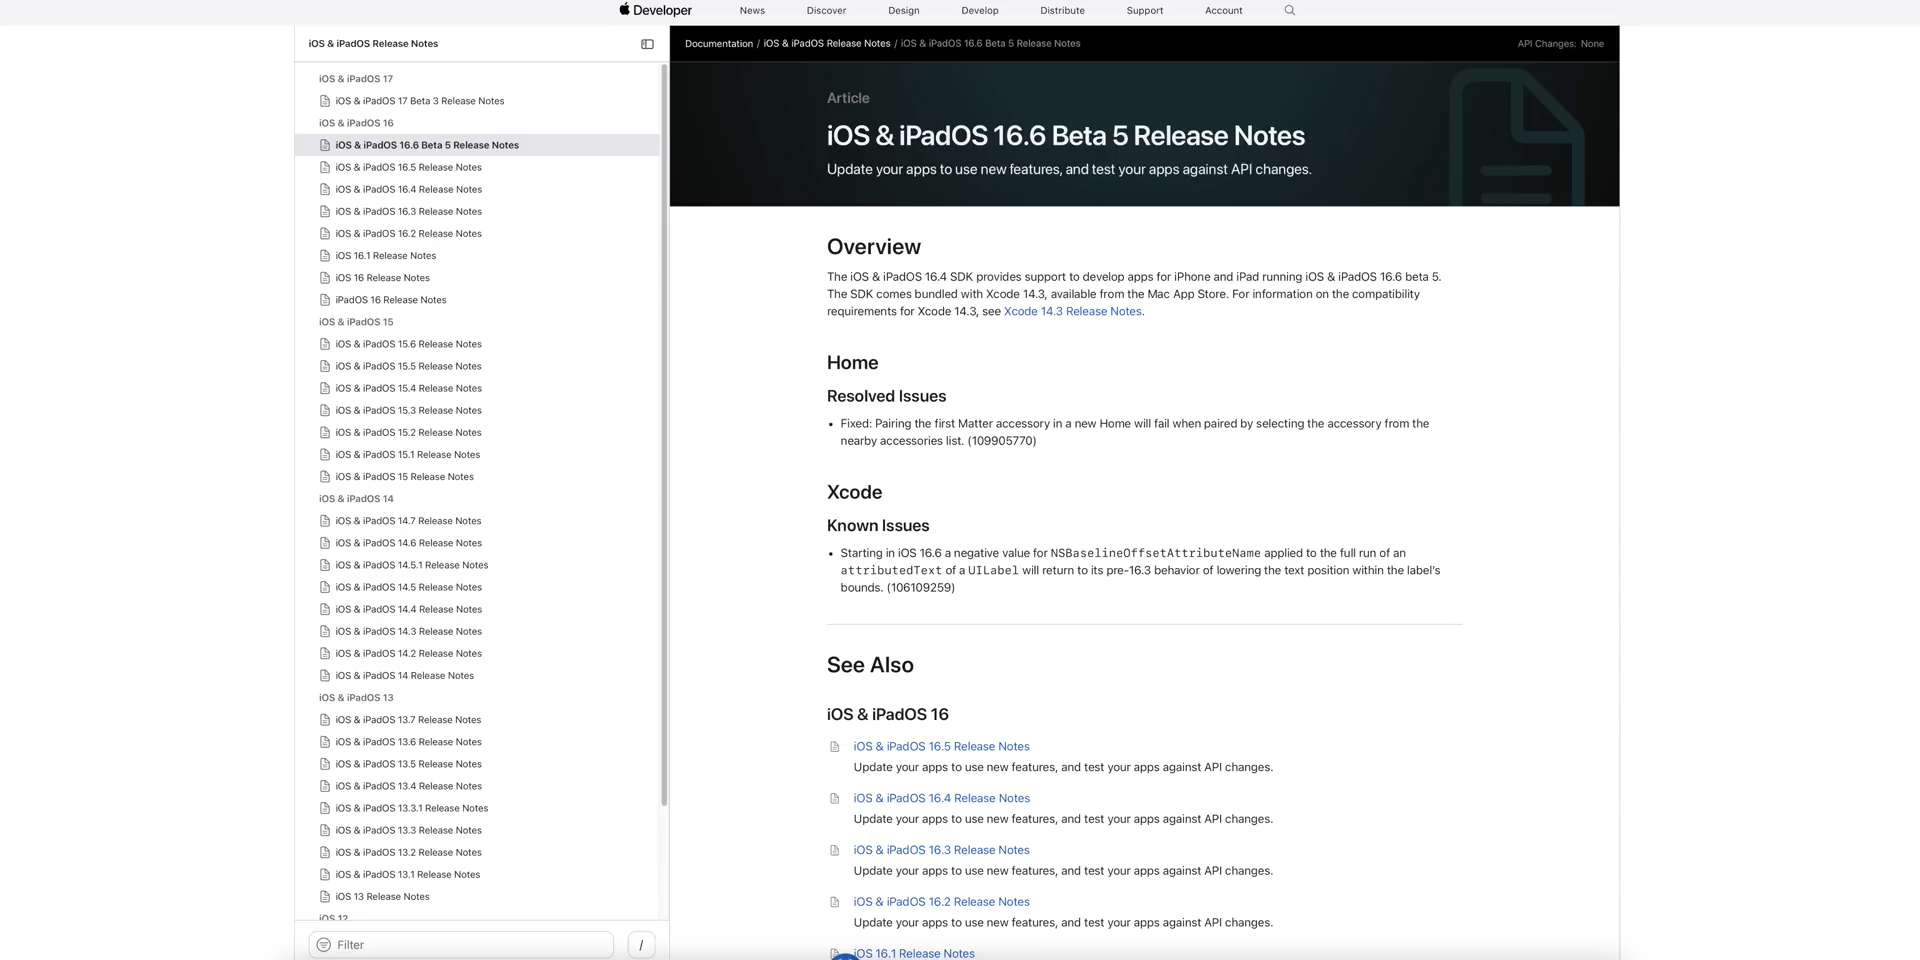 Developer
News
Discover
Design
Develop
Distribute
Support
Account
iOS & iPadOS Release Notes
Documentation / iOS & iPadOS Release Notes / iOS & iPadOS 16.6 Beta 5 Release Notes
API Changes: None
iOS & iPadOS 17
iOS & iPadOS 17 Beta 3 Release Notes
iOS & iPadOS 16
iOS & iPadOS 16.6 Beta 5 Release Notes
iOS & iPadOS 16.5 Release Notes
iOS & iPadOS 16.4 Release Notes
iOS & iPadOS 16.3 Release Notes
iOS & iPadOS 16.2 Release Notes
iOS 16.1 Release Notes
iOS 16 Release Notes
iPadOS 16 Release Notes
iOS & iPadOS 15
iOS & iPadOS 15.6 Release Notes
iOS & iPadOS 15.5 Release Notes
iOS & iPadOS 15.4 Release Notes
iOS & iPadOS 15.3 Release Notes
iOS & iPadOS 15.2 Release Notes
iOS & iPadOS 15.1 Release Notes
iOS & iPadOS 15 Release Notes
iOS & iPadOS 14
iOS & iPadOS 14.7 Release Notes
iOS & iPadOS 14.6 Release Notes
iOS & iPadOS 14.5.1 Release Notes
iOS & iPadOS 14.5 Release Notes
iOS & iPadOS 14.4 Release Notes
iOS & iPadOS 14.3 Release Notes
iOS & iPadOS 14.2 Release Notes
iOS & iPadOS 14 Release Notes
iOS & iPadOS 13
iOS & iPadOS 13.7 Release Notes
iOS & iPadOS 13.6 Release Notes
iOS & iPadOS 13.5 Release Notes
iOS & iPadOS 13.4 Release Notes
iOS & iPadOS 13.3.1 Release Notes
iOS & iPadOS 13.3 Release Notes
iOS & iPadOS 13.2 Release Notes
iOS & iPadOS 13.1 Release Notes
iOS 13 Release Notes
iOS 12
Filter
/
Article
iOS & iPadOS 16.6 Beta 5 Release Notes
Update your apps to use new features, and test your apps against API changes.
Overview
The iOS & iPadOS 16.4 SDK provides support to develop apps for iPhone and iPad running iOS & iPadOS 16.6 beta 5.
The SDK comes bundled with Xcode 14.3, available from the Mac App Store. For information on the compatibility
requirements for Xcode 14.3, see Xcode 14.3 Release Notes.
Home
Resolved Issues
• Fixed: Pairing the first Matter accessory in a new Home will fail when paired by selecting the accessory from the
nearby accessories list. (109905770)
Xcode
Known Issues
• Starting in iOS 16.6 a negative value for NSBaselineOffsetAttributeName applied to the full run of an
attributedText of a UILabel will return to its pre-16.3 behavior of lowering the text position within the label's
bounds. (106109259)
See Also
iOS & iPadOS 16
iOS & iPadOS 16.5 Release Notes
Update your apps to use new features, and test your apps against API changes.
iOS & iPadOS 16.4 Release Notes
Update your apps to use new features, and test your apps against API changes.
iOS & iPadOS 16.3 Release Notes
Update your apps to use new features, and test your apps against API changes.
iOS & iPadOS 16.2 Release Notes
Update your apps to use new features, and test your apps against API changes.
iOS 16.1 Release Notes